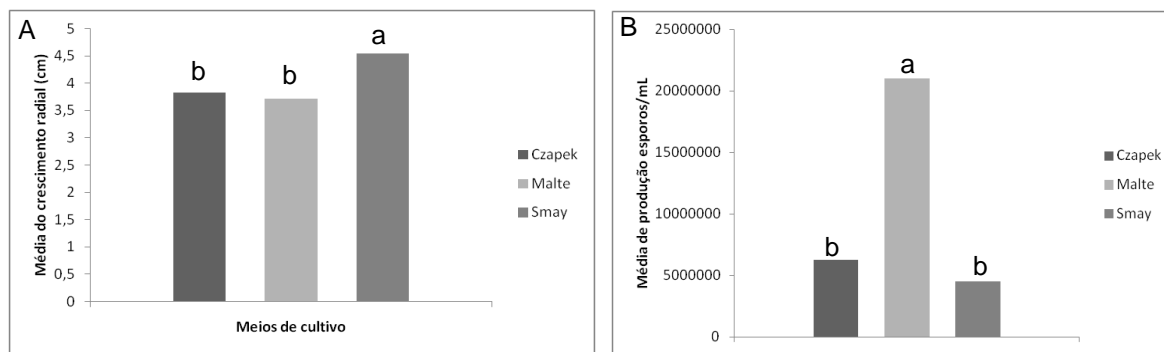 A
Média do crescimento radial (cm)
5
4,5
4
3,5
3
2,5
2
1,5
1
0,5
0
b
b
a
Meios de cultivo
Czapek
Malte
Smay
B
Média de produção esporos/mL
25000000
20000000
15000000
10000000
5000000
0
b
a
b
Czapek
Malte
Smay